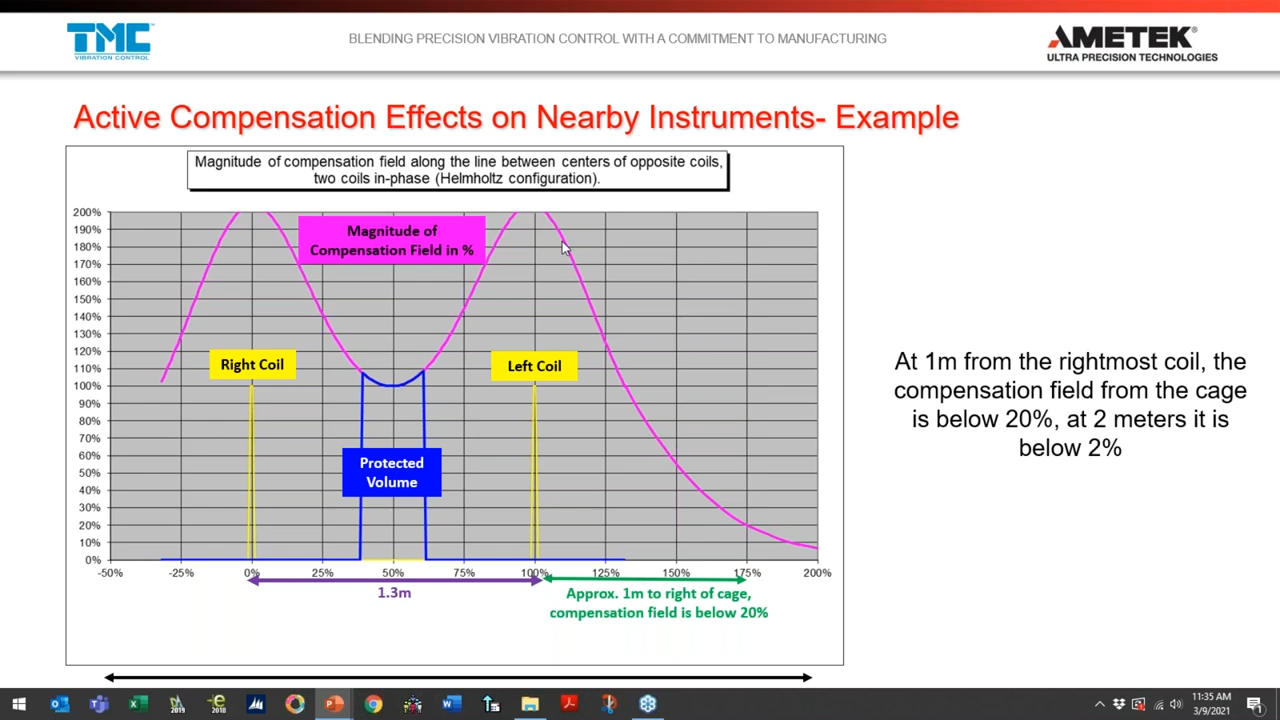 TMC
VIBRATION CONTROL
BLENDING PRECISION VIBRATION CONTROL WITH A COMMITMENT TO MANUFACTURING
AMETEK®
ULTRA PRECISION TECHNOLOGIES
Active Compensation Effects on Nearby Instruments- Example
Magnitude of compensation field along the line between centers of opposite coils,
two coils in-phase (Helmholtz configuration).
200%
190%
180%
170%
160%
150%
140%
130%
120%
110%
100%
90%
80%
70%
60%
50%
40%
30%
20%
10%
0%
Magnitude of
Compensation Field in %
Right Coil
Left Coil
Protected
Volume
-50% -25% 0% 25% 50% 75% 100% 125% 150% 175% 200%
1.3m
Approx. 1m to right of cage,
compensation field is below 20%
At 1m from the rightmost coil, the
compensation field from the cage
is below 20%, at 2 meters it is
below 2%
11:35 AM
3/9/2021